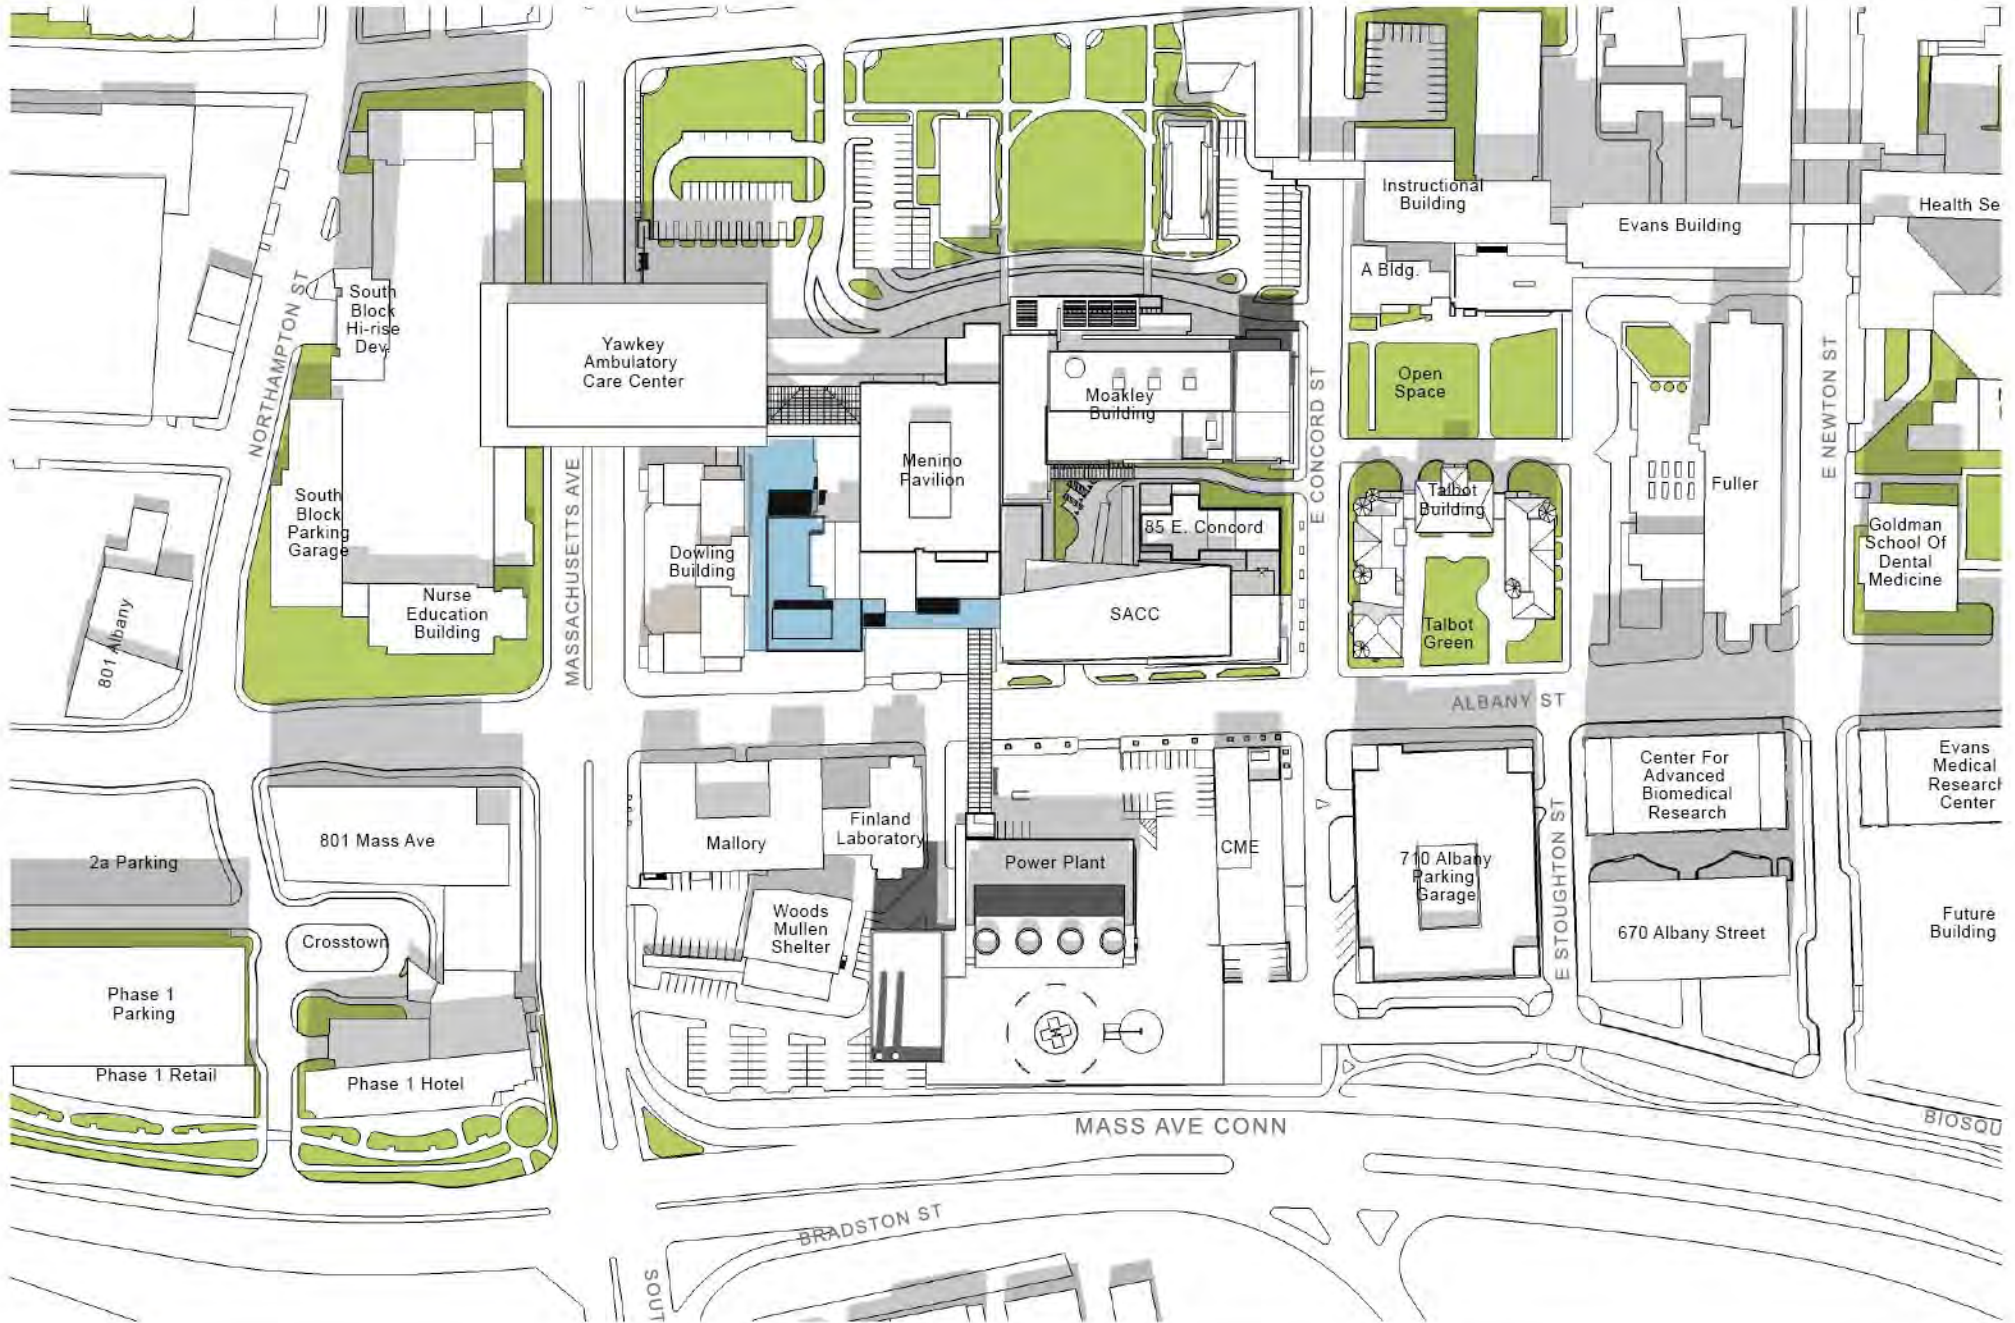 Instructional
Building
Evans Building
Health Se
A Bldg.
South
Block
Hi-rise
Dev.
NORTHAMPTON ST
Yawkey
Ambulatory
Care Center
Moakley
Building
Open
Space
E CONCORD ST
E NEWTON ST
Menino
Pavilion
MASSACHUSETTS AVE
South
Block
Parking
Garage
Dowling
Building
85 E. Concord
Talbot
Building
Fuller
Goldman
School Of
Dental
Medicine
Nurse
Education
Building
SACC
Talbot
Green
801 Albany
ALBANY ST
801 Mass Ave
Mallory
Finland
Laboratory
Power Plant
CME
710 Albany
Parking
Garage
E STOUGHTON ST
Center For
Advanced
Biomedical
Research
Evans
Medical
Research
Center
2a Parking
Crosstown
Woods
Mullen
Shelter
670 Albany Street
Future
Building
Phase 1
Parking
Phase 1 Retail
Phase 1 Hotel
MASS AVE CONN
BIOSQU
BRADSTON ST
SOUT